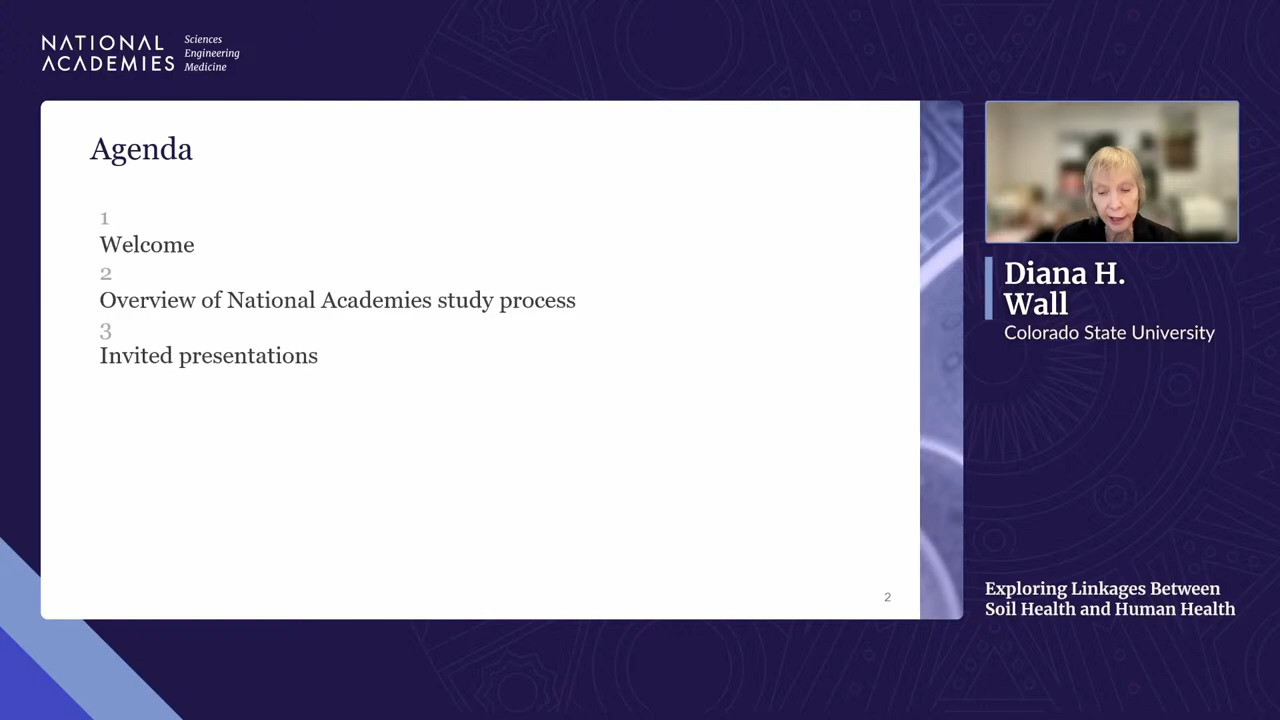 NATIONAL
ACADEMIES
Sciences
Engineering
Medicine
Agenda
1
Welcome
2
Overview of National Academies study process
3
Invited presentations
2
Diana H.
Wall
Colorado State University
Exploring Linkages Between
Soil Health and Human Health